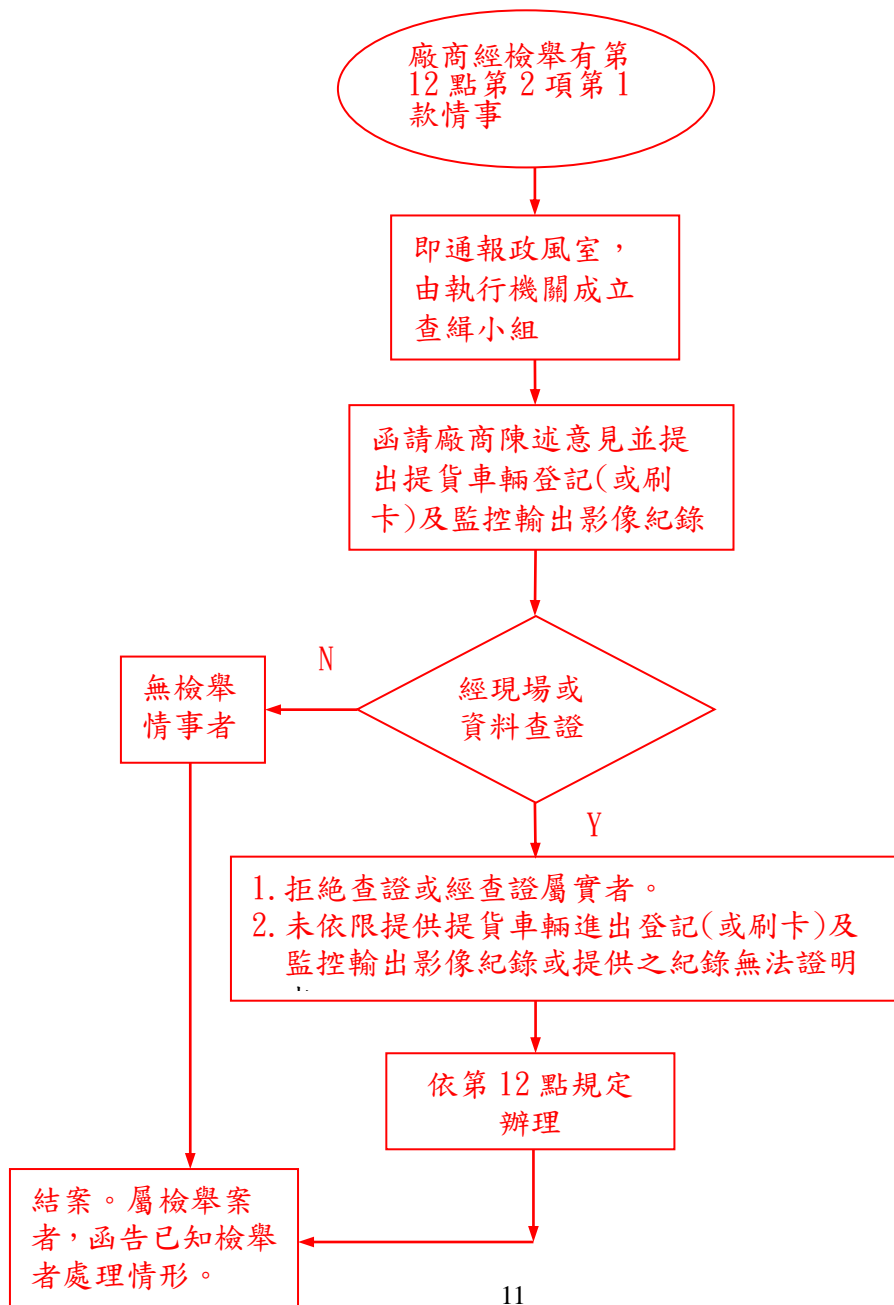 廠商經檢舉有第
12點第2項第1
款情事
即通報政風室，
由執行機關成立
查緝小組
函請廠商陳述意見並提
出提貨車輛登記(或刷
卡)及監控輸出影像紀錄
N
無檢舉
情事者
經現場或
資料查證
Y
1.拒絕查證或經查證屬實者。
2.未依限提供提貨車輛進出登記(或刷卡)及
監控輸出影像紀錄或提供之紀錄無法證明
依第12點規定
辦理
結案。屬檢舉案
者，函告已知檢舉
者處理情形。
11